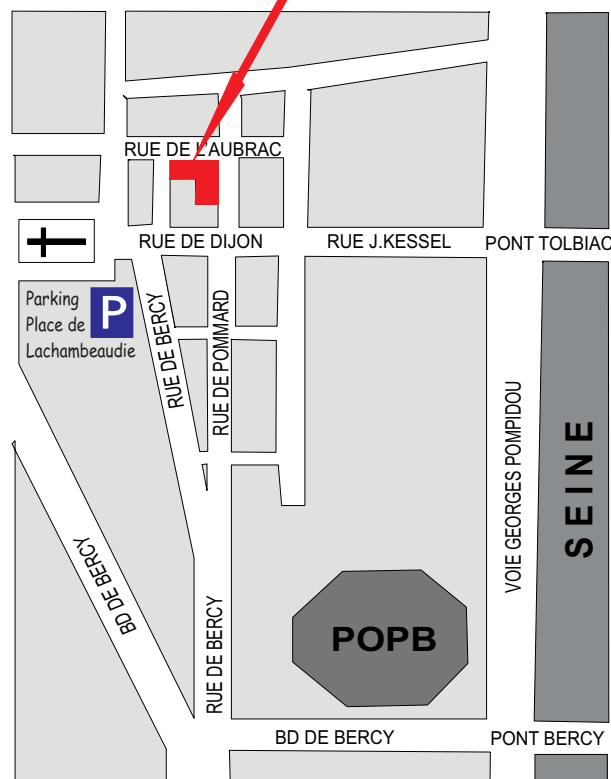 RUE DE L'AUBRAC
RUE DE DIJON
RUE J.KESSEL
PONT TOLBIAC
Parking
Place de
Lachambeaudie
P
RUE DE BERCY
RUE DE POMMARD
VOIE GEORGES POMPIDOU
SEINE
BD DE BERCY
RUE DE BERCY
POPB
BD DE BERCY
PONT BERCY